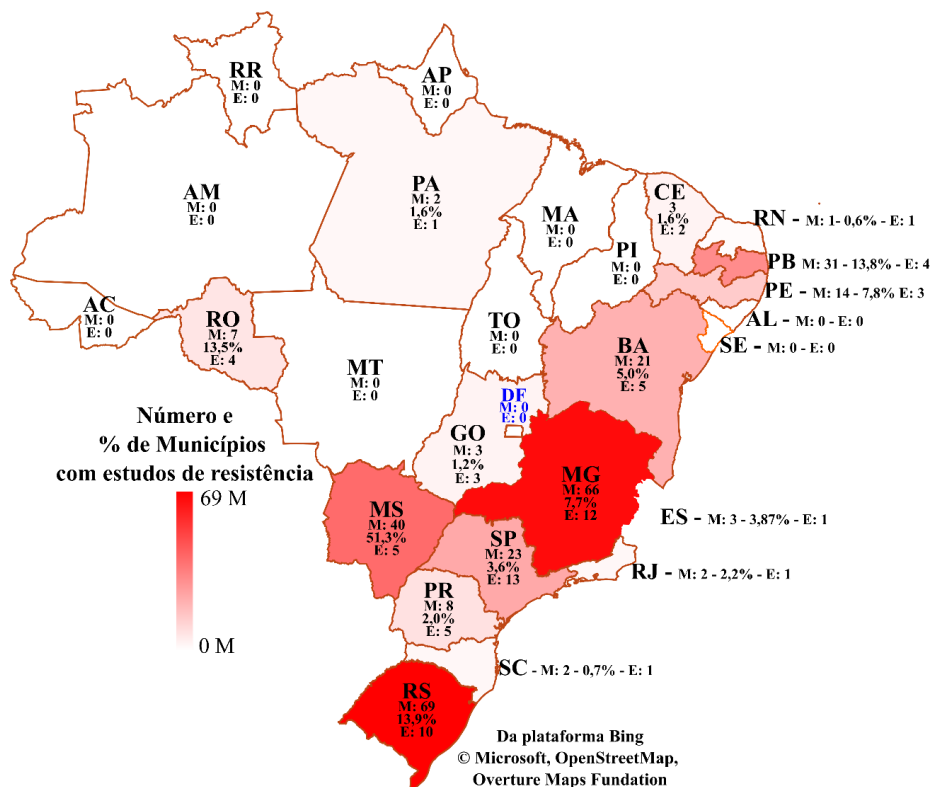 RR
M: 0
E: 0
AP
M: 0
E: 0
AM
M: 0
E: 0
PA
M: 2
1,6%
E: 1
MA
M: 0
E: 0
PI
M: 0
E: 0
CE
3
1,6%
E: 2
RN - M: 1- 0,6% - E: 1
PB M: 31 - 13,8% - E: 4
PE - M: 14 - 7,8% E: 3
AL - M: 0 - E: 0
SE - M: 0 - E: 0
AC
M: 0
E: 0
RO
M: 7
13,5%
E: 4
TO
M: 0
E: 0
BA
M: 21
5,0%
E: 5
MT
M: 0
E: 0
DF
M: 0
E: 0
GO
M: 3
1,2%
E: 3
Número e
% de Municípios
com estudos de resistência
69 M
0 M
MG
M: 66
7,7%
E: 12
MS
M: 40
51,3%
E: 5
ES - M: 3 - 3,87% - E: 1
SP
M: 23
3,6%
E: 13
RJ - M: 2 - 2,2% - E: 1
PR
M: 8
2,0%
E: 5
SC - M: 2 - 0,7% - E: 1
RS
M: 69
13,9%
E: 10
Da plataforma Bing
© Microsoft, OpenStreetMap,
Overture Maps Fundation